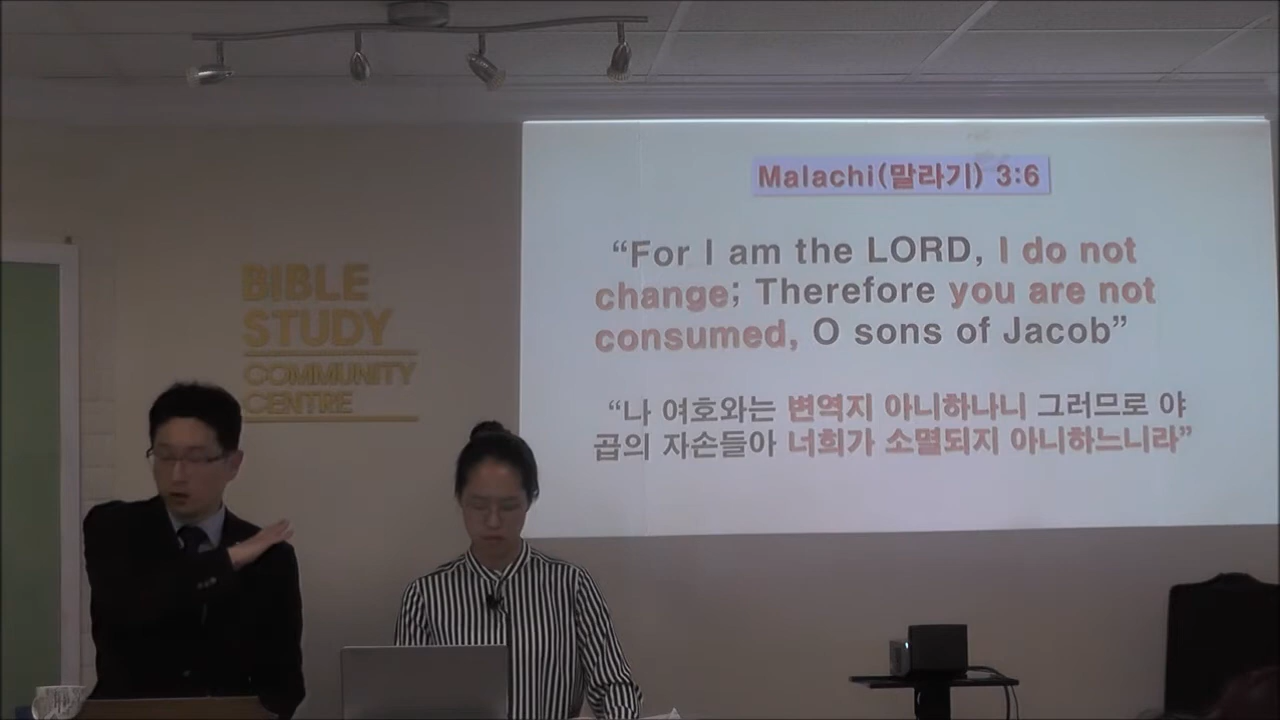 BIBLE
STUDY
COMMUNITY
CENTRE
Malachi(말라기) 3:6
“For I am the LORD, I do not
change; Therefore you are not
consumed, O sons of Jacob”
“나 여호와는 변역지 아니하나니 그러므로 야
곱의 자손들아 너희가 소멸되지 아니하느니라”